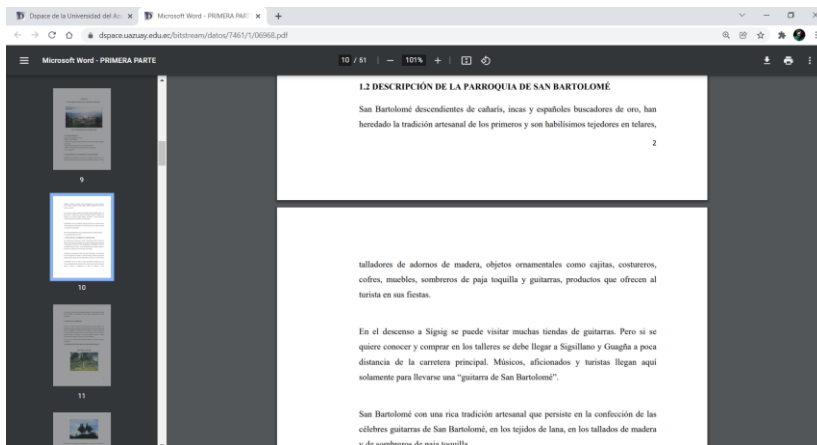 Dspace de la Universidad del Azu
Microsoft Word - PRIMERA PART
dspace.uazuay.edu.ec/bitstream/datos/7461/1/06968.pdf
Microsoft Word - PRIMERA PARTE
10 / 51
101%
9
10
11
1.2 DESCRIPCIÓN DE LA PARROQUIA DE SAN BARTOLOMÉ
San Bartolomé descendientes de cañaris, incas y españoles buscadores de oro, han
heredado la tradición artesanal de los primeros y son habilísimos tejedores en telares,
2
talladores de adornos de madera, objetos ornamentales como cajitas, costureros,
cofres, muebles, sombreros de paja toquilla y guitarras, productos que ofrecen al
turista en sus fiestas.
En el descenso a Sigsig se puede visitar muchas tiendas de guitarras. Pero si se
quiere conocer y comprar en los talleres se debe llegar a Sigsillano y Guagña a poca
distancia de la carretera principal. Músicos, aficionados y turistas llegan aquí
solamente para llevarse una “guitarra de San Bartolomé”.
San Bartolomé con una rica tradición artesanal que persiste en la confección de las
célebres guitarras de San Bartolomé, en los tejidos de lana, en los tallados de madera
y de sombreros de paja toquilla.